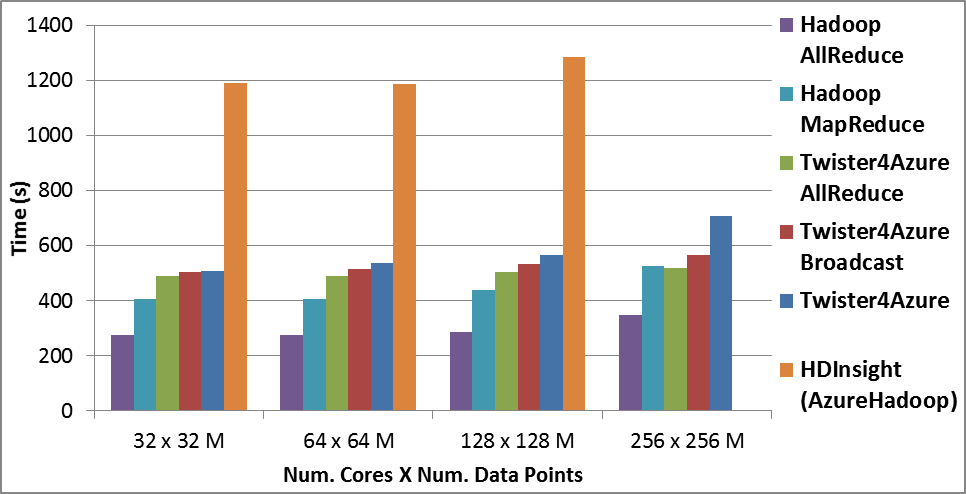 1400
1200
1000
800
600
400
200
0
Time (s)
32 x 32 M
64 x 64 M
128 x 128 M
256 x 256 M
Num. Cores X Num. Data Points
Hadoop
AllReduce
Hadoop
MapReduce
Twister4Azure
AllReduce
Twister4Azure
Broadcast
Twister4Azure
HDInsight
(AzureHadoop)